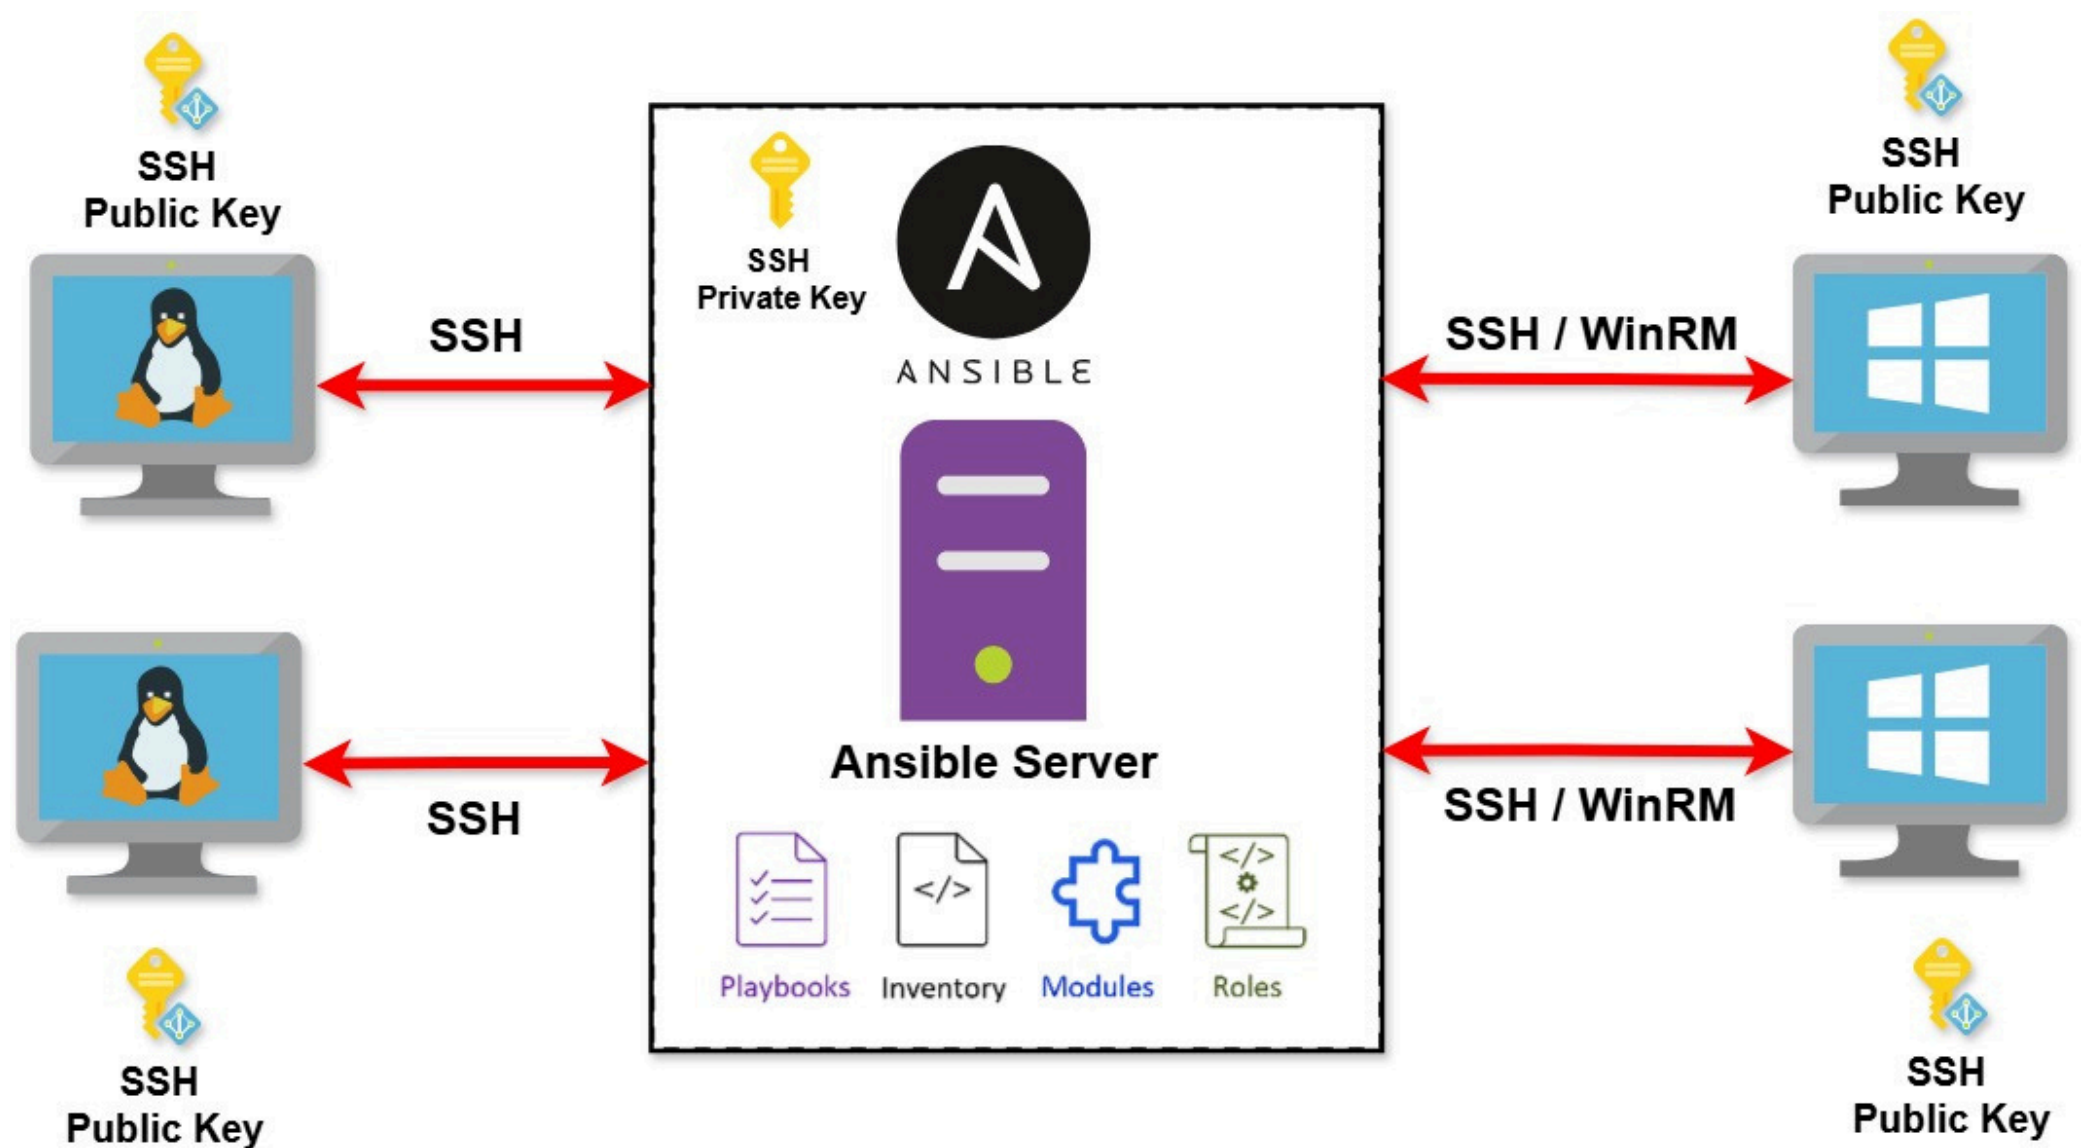 SSH
Public Key
SSH
Public Key
SSH
Private Key
ANSIBLE
SSH
SSH / WinRM
Ansible Server
SSH
SSH / WinRM
</>
</>
</>
Playbooks
Inventory
Modules
Roles
SSH
Public Key
SSH
Public Key